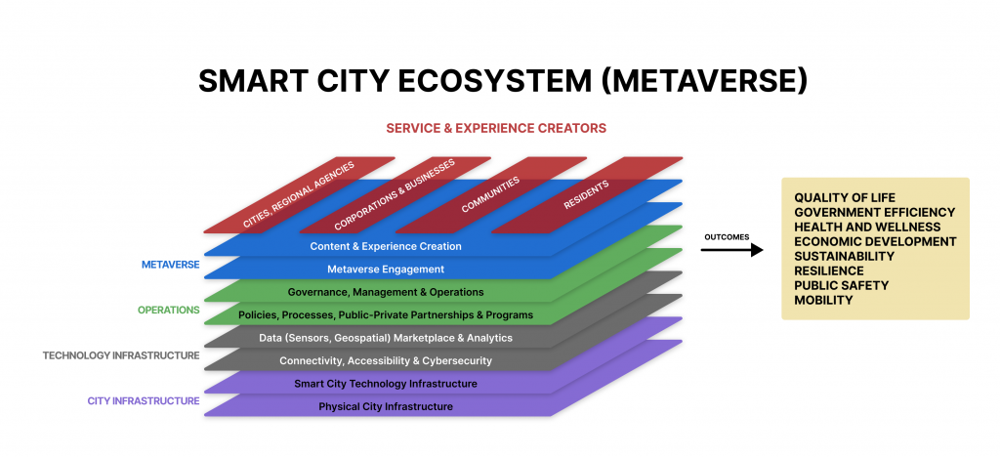 SMART CITY ECOSYSTEM (METAVERSE)
SERVICE & EXPERIENCE CREATORS
CITIES, REGIONAL AGENCIES
CORPORATIONS & BUSINESSES
COMMUNITIES
RESIDENTS
Content & Experience Creation
METAVERSE
Metaverse Engagement
Governance, Management & Operations
OPERATIONS
Policies, Processes, Public-Private Partnerships & Programs
Data (Sensors, Geospatial) Marketplace & Analytics
TECHNOLOGY INFRASTRUCTURE
Connectivity, Accessibility & Cybersecurity
Smart City Technology Infrastructure
CITY INFRASTRUCTURE
Physical City Infrastructure
OUTCOMES
QUALITY OF LIFE
GOVERNMENT EFFICIENCY
HEALTH AND WELLNESS
ECONOMIC DEVELOPMENT
SUSTAINABILITY
RESILIENCE
PUBLIC SAFETY
MOBILITY